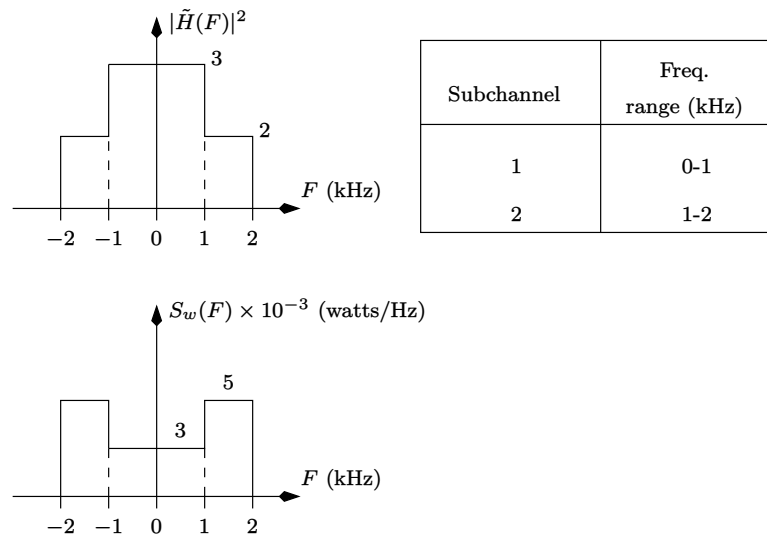 |H̃(F)|²
3
2
F (kHz)
−2 −1 0 1 2
Subchannel Freq. range (kHz)
1 0-1
2 1-2
S_w(F) × 10⁻³ (watts/Hz)
5
3
F (kHz)
−2 −1 0 1 2